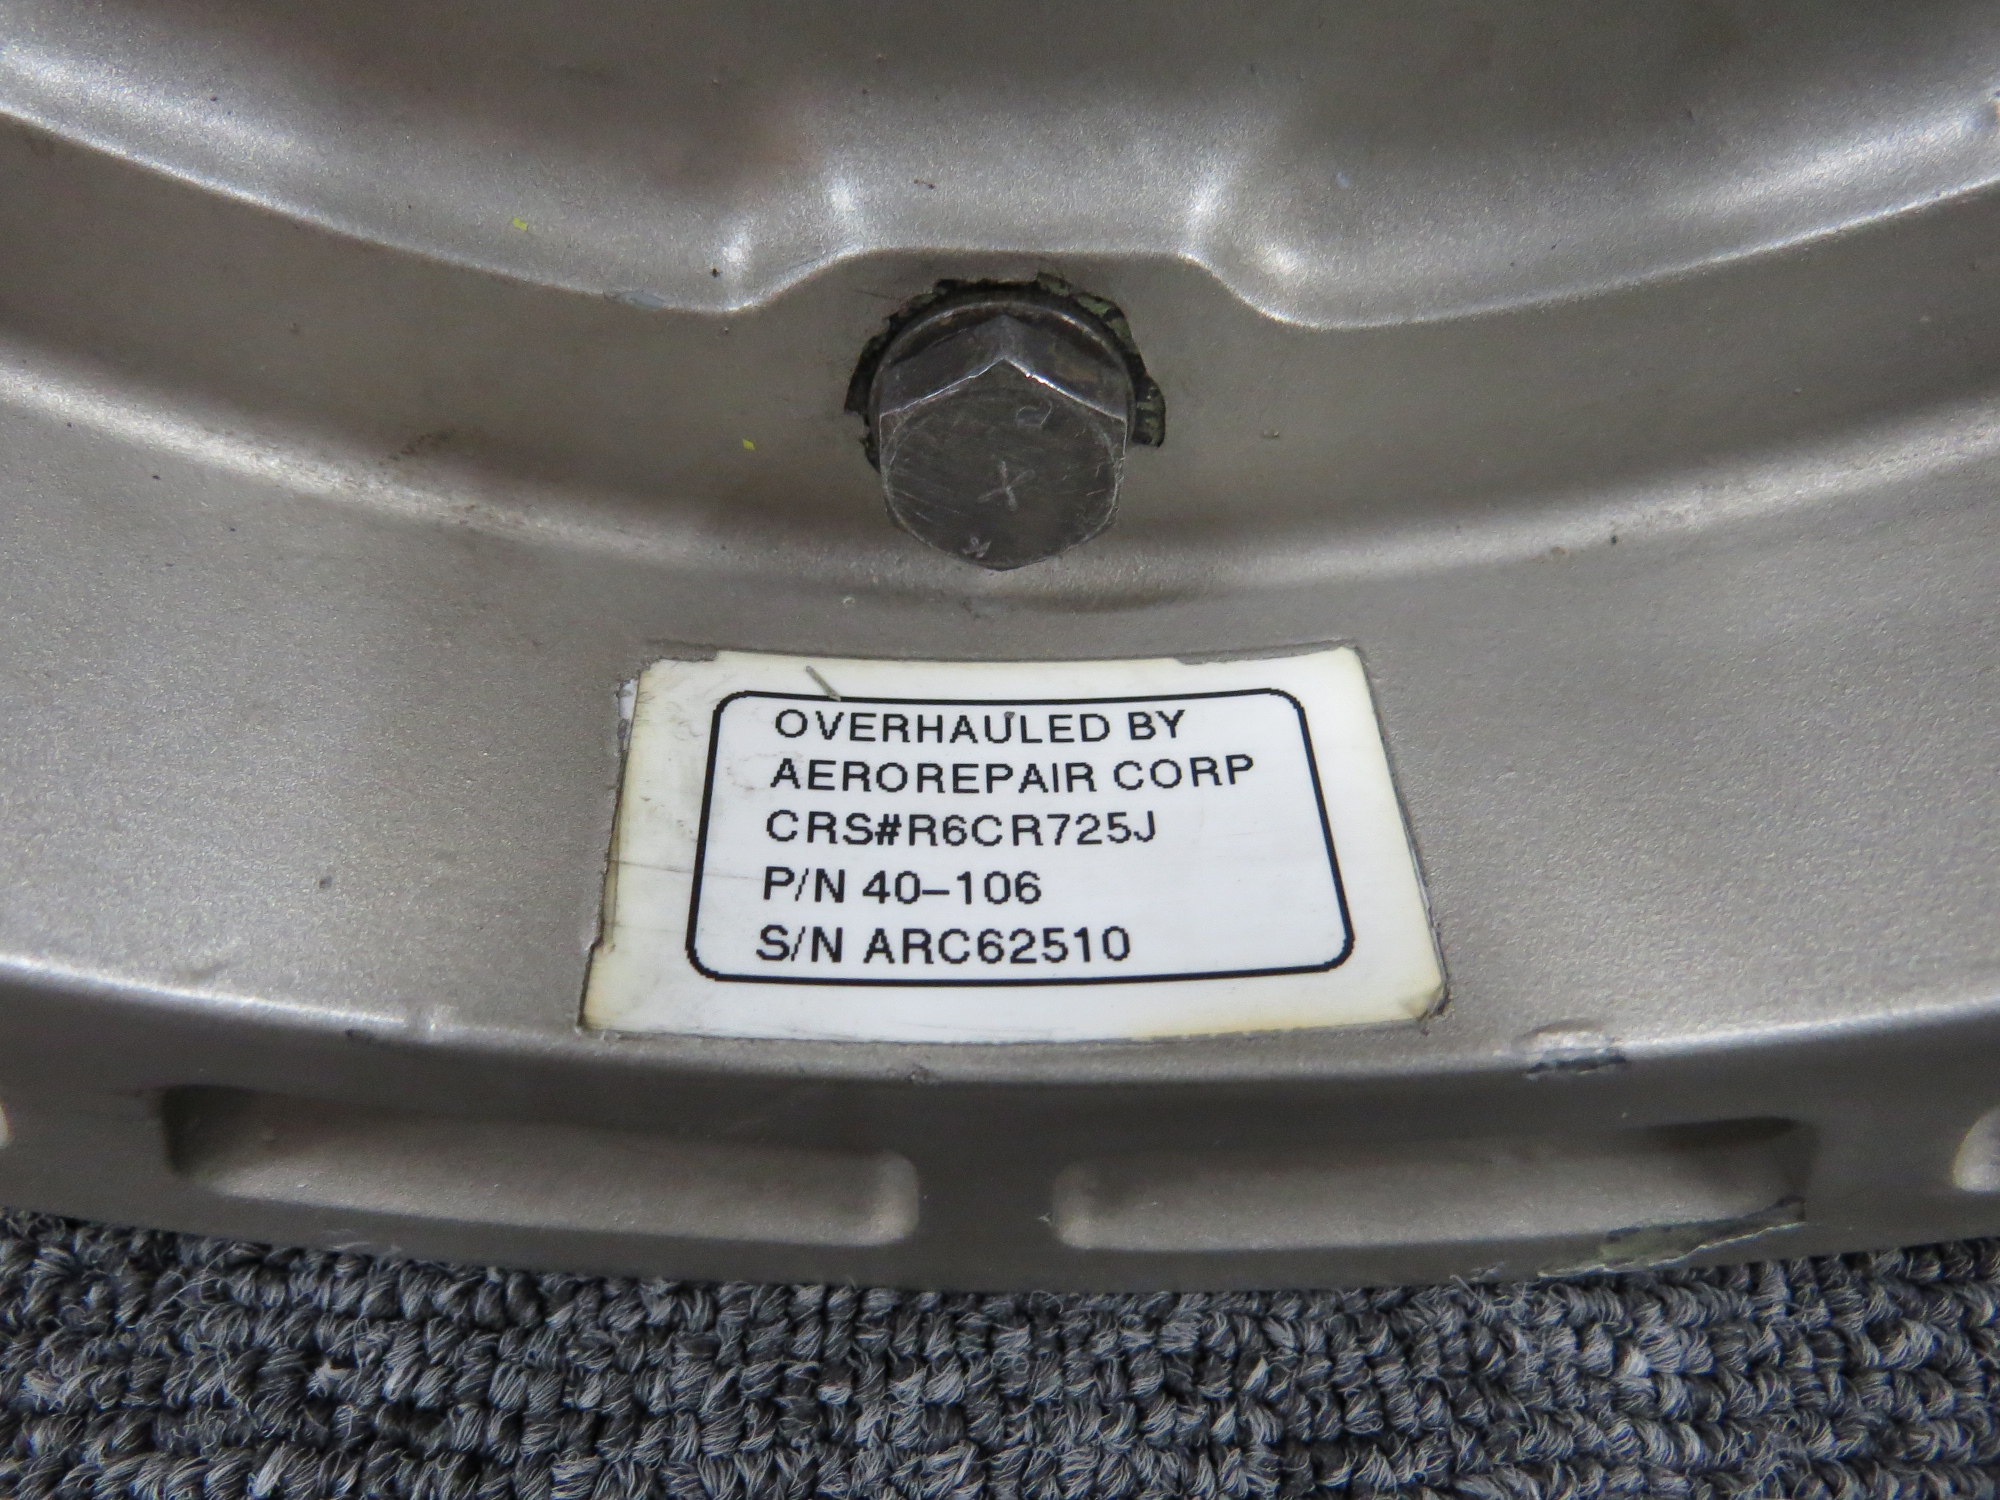 OVERHAULED BY
AEROREPAIR CORP
CRS#R6CR725J
P/N 40-106
S/N ARC62510